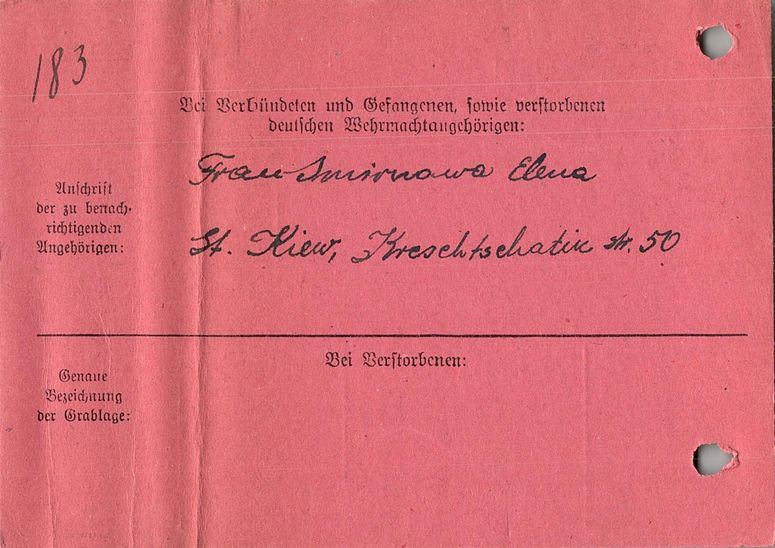 183
Bei Verbündeten und Gefangenen, sowie verstorbenen
deutschen Wehrmachtangehörigen:
Anschrift
der zu benach-
richtigenden
Angehörigen:
Frau Smirnowa Elena
St. Kiew, Kreschtschatik str. 50
Bei Verstorbenen:
Genaue
Bezeichnung
der Grablage: